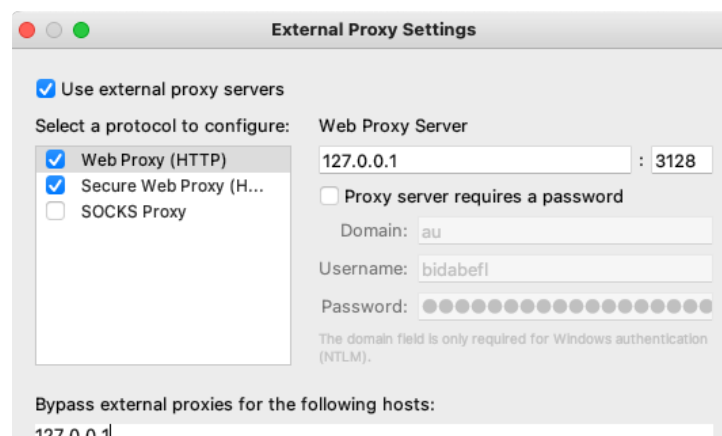 External Proxy Settings
Use external proxy servers
Select a protocol to configure:
Web Proxy (HTTP)
Secure Web Proxy (H...
SOCKS Proxy
Web Proxy Server
127.0.0.1 : 3128
Proxy server requires a password
Domain: au
Username: bidabefl
Password: ●●●●●●●●●●●●●●●●●●
The domain field is only required for Windows authentication
(NTLM).
Bypass external proxies for the following hosts:
127.0.0.1